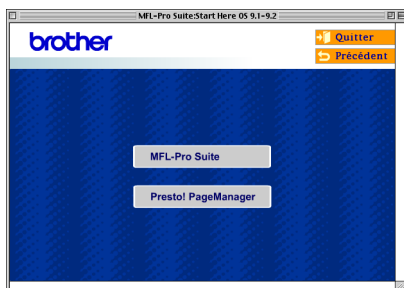 MFL-Pro Suite:Start Here OS 9.1-9.2
brother
Quitter
Précédent
MFL-Pro Suite
Presto! PageManager